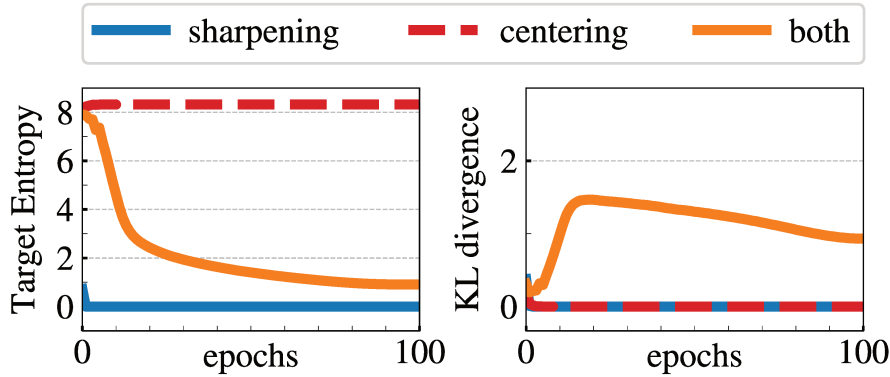 sharpening centering both
Target Entropy
8
6
4
2
0
0 epochs 100
KL divergence
2
0
0 epochs 100